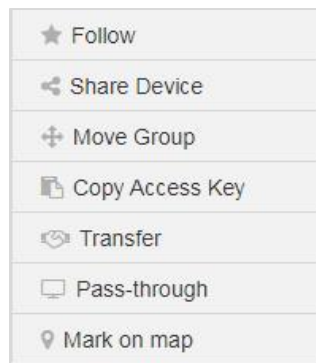 Follow
Share Device
Move Group
Copy Access Key
Transfer
Pass-through
Mark on map